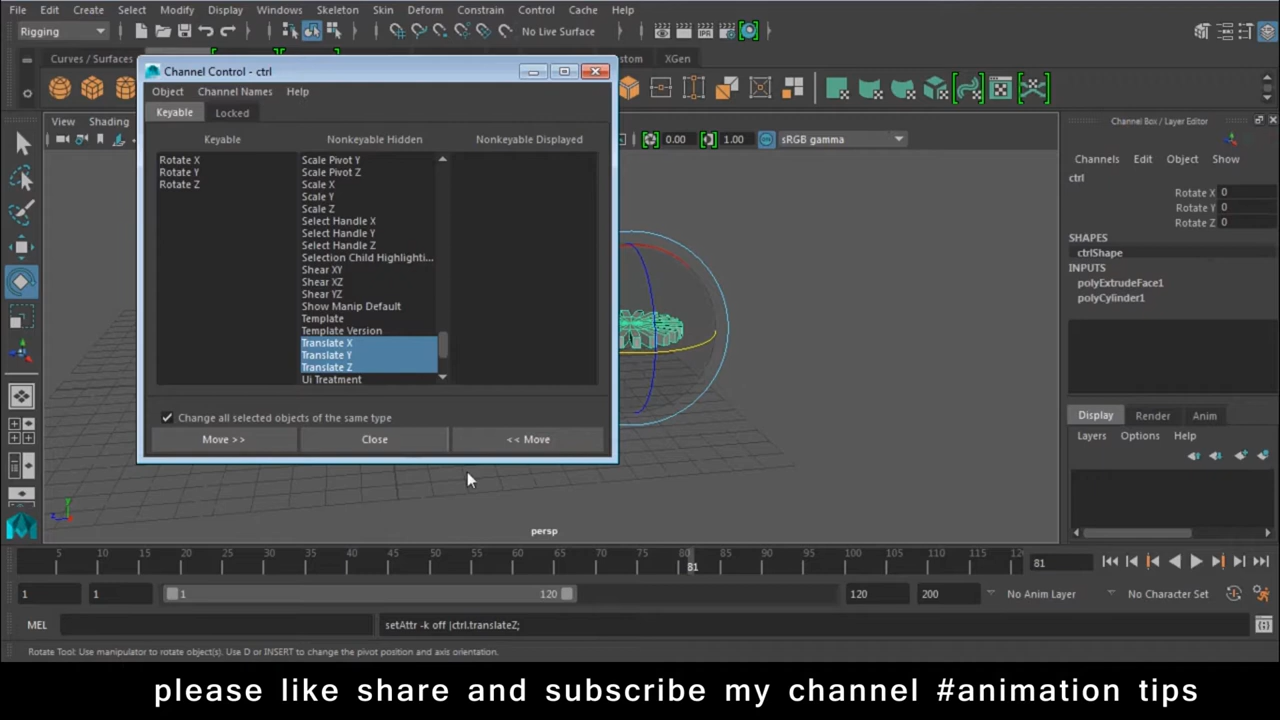 File Edit Create Select Modify Display Windows Skeleton Skin Deform Constrain Control Cache Help
Rigging No Live Surface
Curves / Surfaces XGen
Channel Control - ctrl
Object Channel Names Help
Keyable Locked
Keyable Nonkeyable Hidden Nonkeyable Displayed
Rotate X
Rotate Y
Rotate Z
Scale Pivot Y
Scale Pivot Z
Scale X
Scale Y
Scale Z
Select Handle X
Select Handle Y
Select Handle Z
Selection Child Highlighti...
Shear XY
Shear XZ
Shear YZ
Show Manip Default
Template
Template Version
Translate X
Translate Y
Translate Z
Ui Treatment
Change all selected objects of the same type
Move >> Close << Move
View Shading
0.00 1.00 sRGB gamma
persp
Channel Box / Layer Editor
Channels Edit Object Show
ctrl
Rotate X 0
Rotate Y 0
Rotate Z 0
SHAPES
ctrlShape
INPUTS
polyExtrudeFace1
polyCylinder1
Display Render Anim
Layers Options Help
5 10 15 20 25 30 35 40 45 50 55 60 65 70 75 80 85 90 95 100 105 110 115
81 81
1 1 1 120 120 200 No Anim Layer No Character Set
MEL setAttr -k off |ctrl.translateZ;
Rotate Tool: Use manipulator to rotate object(s). Use D or INSERT to change the pivot position and axis orientation.
please like share and subscribe my channel #animation tips